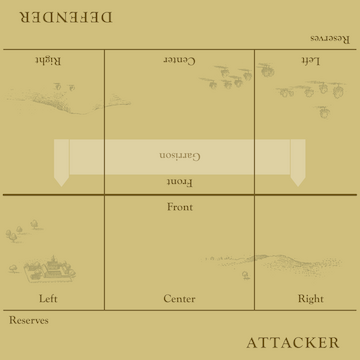 DEFENDER
Reserves
Right Center Left
Garrison
Front
Front
Left Center Right
Reserves
ATTACKER